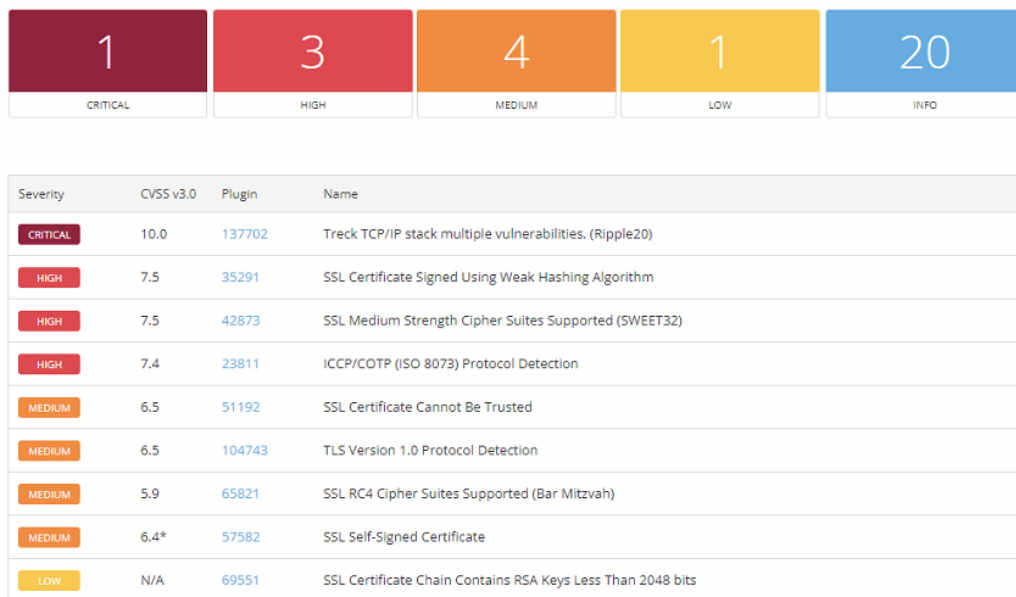 1 3 4 1 20
CRITICAL HIGH MEDIUM LOW INFO
Severity CVSS v3.0 Plugin Name
CRITICAL 10.0 137702 Treck TCP/IP stack multiple vulnerabilities. (Ripple20)
HIGH 7.5 35291 SSL Certificate Signed Using Weak Hashing Algorithm
HIGH 7.5 42873 SSL Medium Strength Cipher Suites Supported (SWEET32)
HIGH 7.4 23811 ICCP/COTP (ISO 8073) Protocol Detection
MEDIUM 6.5 51192 SSL Certificate Cannot Be Trusted
MEDIUM 6.5 104743 TLS Version 1.0 Protocol Detection
MEDIUM 5.9 65821 SSL RC4 Cipher Suites Supported (Bar Mitzvah)
MEDIUM 6.4* 57582 SSL Self-Signed Certificate
LOW N/A 69551 SSL Certificate Chain Contains RSA Keys Less Than 2048 bits